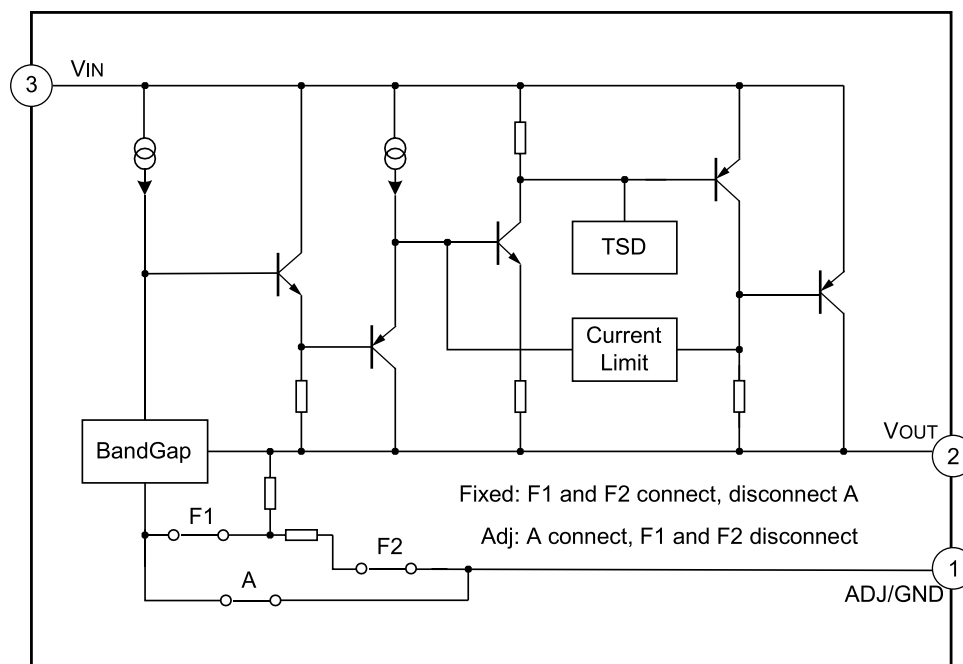 3
VIN
TSD
Current
Limit
BandGap
VOUT
2
Fixed: F1 and F2 connect, disconnect A
F1
Adj: A connect, F1 and F2 disconnect
F2
1
A
ADJ/GND